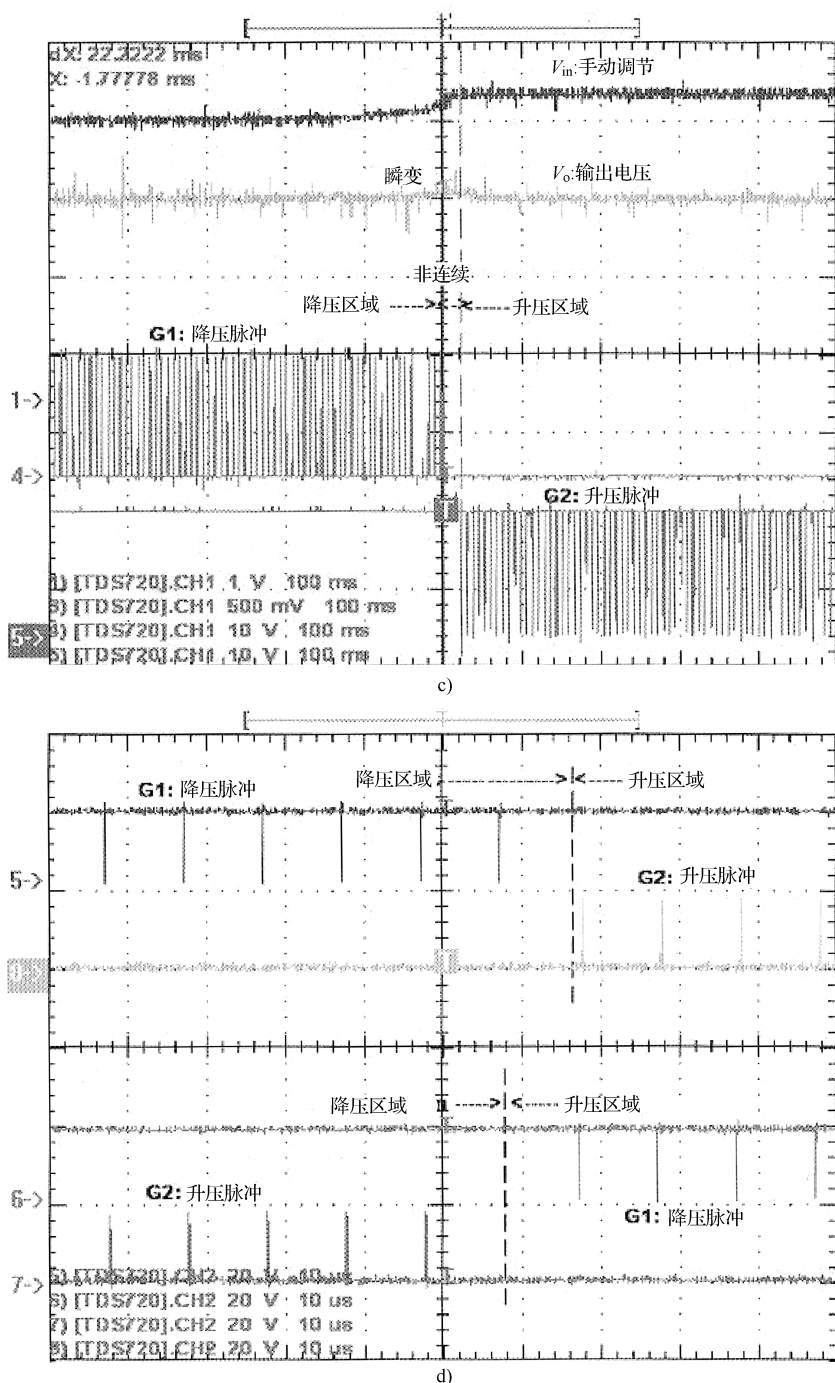 dX: 22.2222 ms
X: -1.77778 ms
Vin:手动调节
瞬变
Vo:输出电压
非连续
降压区域
升压区域
G1: 降压脉冲
1->
4->
G2: 升压脉冲
T
1) [TDS720].CH1 1 V 100 ms
3) [TDS720].CH1 500 mV 100 ms
4) [TDS720].CH1 10 V 100 ms
5) [TDS720].CH1 10 V 100 ms
5->
c)
G1: 降压脉冲
降压区域
升压区域
5->
G2: 升压脉冲
T
降压区域
升压区域
6->
G2: 升压脉冲
G1: 降压脉冲
7->
5) [TDS720].CH2 20 V 10 us
6) [TDS720].CH2 20 V 10 us
7) [TDS720].CH2 20 V 10 us
8) [TDS720].CH2 20 V 10 us
d)